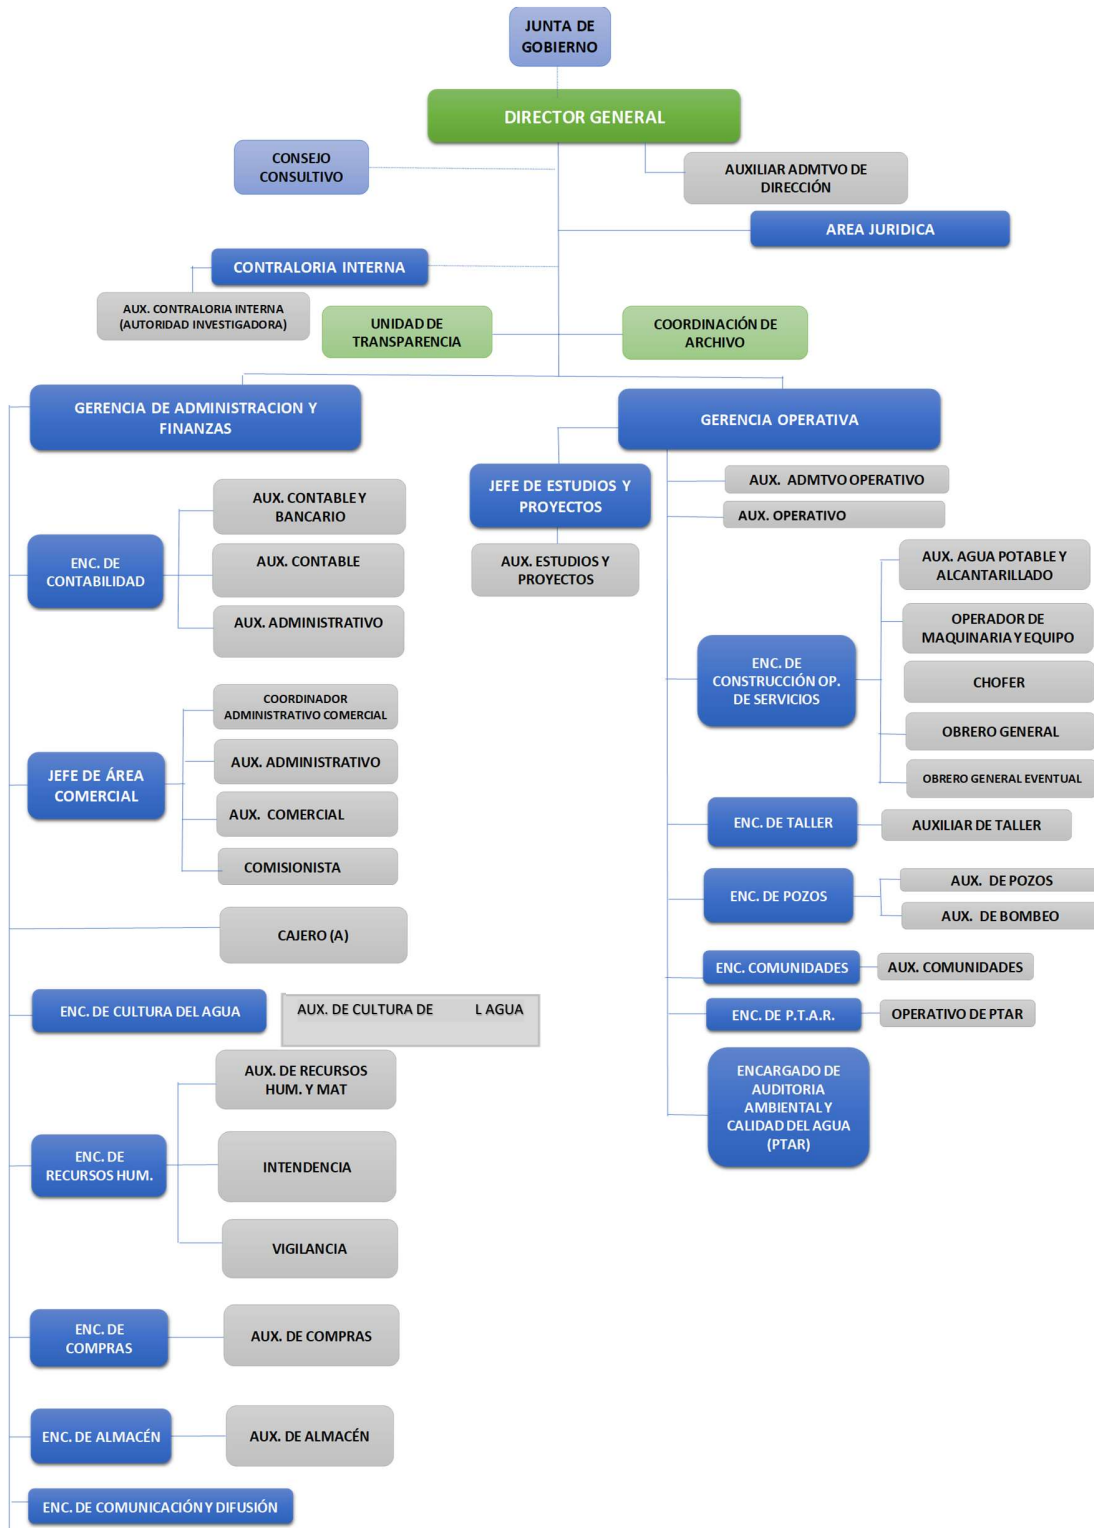 JUNTA DE
GOBIERNO
DIRECTOR GENERAL
CONSEJO
CONSULTIVO
AUXILIAR ADMTVO DE
DIRECCIÓN
AREA JURIDICA
CONTRALORIA INTERNA
AUX. CONTRALORIA INTERNA
(AUTORIDAD INVESTIGADORA)
UNIDAD DE
TRANSPARENCIA
COORDINACIÓN DE
ARCHIVO
GERENCIA DE ADMINISTRACION Y
FINANZAS
GERENCIA OPERATIVA
ENC. DE
CONTABILIDAD
AUX. CONTABLE Y
BANCARIO
AUX. CONTABLE
AUX. ADMINISTRATIVO
JEFE DE ÁREA
COMERCIAL
COORDINADOR
ADMINISTRATIVO COMERCIAL
AUX. ADMINISTRATIVO
AUX. COMERCIAL
COMISIONISTA
CAJERO (A)
ENC. DE CULTURA DEL AGUA
AUX. DE CULTURA DE L AGUA
ENC. DE
RECURSOS HUM.
AUX. DE RECURSOS
HUM. Y MAT
INTENDENCIA
VIGILANCIA
ENC. DE
COMPRAS
AUX. DE COMPRAS
ENC. DE ALMACÉN
AUX. DE ALMACÉN
ENC. DE COMUNICACIÓN Y DIFUSIÓN
JEFE DE ESTUDIOS Y
PROYECTOS
AUX. ESTUDIOS Y
PROYECTOS
AUX. ADMTVO OPERATIVO
AUX. OPERATIVO
ENC. DE
CONSTRUCCIÓN OP.
DE SERVICIOS
AUX. AGUA POTABLE Y
ALCANTARILLADO
OPERADOR DE
MAQUINARIA Y EQUIPO
CHOFER
OBRERO GENERAL
OBRERO GENERAL EVENTUAL
ENC. DE TALLER
AUXILIAR DE TALLER
ENC. DE POZOS
AUX. DE POZOS
AUX. DE BOMBEO
ENC. COMUNIDADES
AUX. COMUNIDADES
ENC. DE P.T.A.R.
OPERATIVO DE PTAR
ENCARGADO DE
AUDITORIA
AMBIENTAL Y
CALIDAD DEL AGUA
(PTAR)